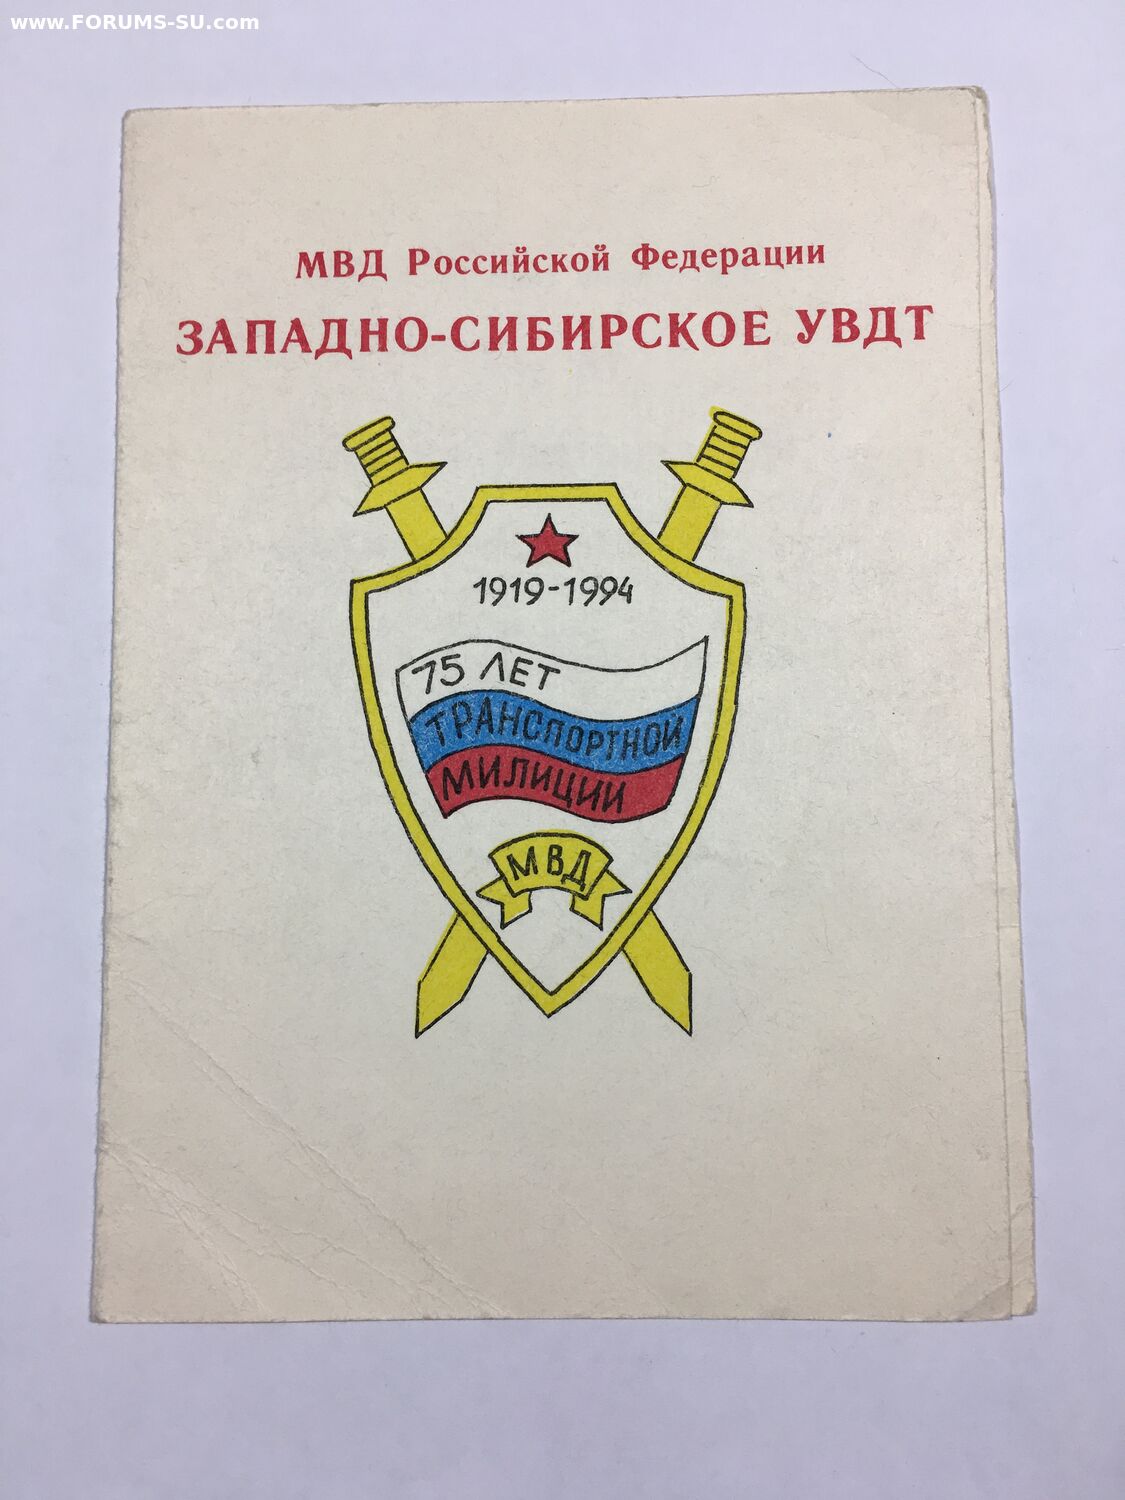 www.FORUMS-SU.com
МВД Российской Федерации
ЗАПАДНО-СИБИРСКОЕ УВДТ
1919-1994
75 ЛЕТ
ТРАНСПОРТНОЙ
МИЛИЦИИ
МВД